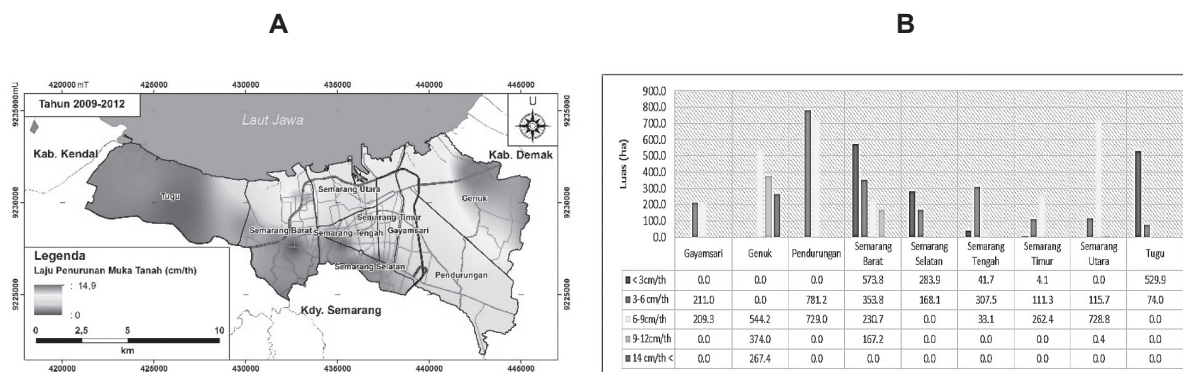 A
B
420000 mT 426000 430000 435000 440000 446000
Tahun 2009-2012
U
Laut Jawa
Kab. Kendal
Kab. Demak
Tugu
Semarang Utara
Genuk
Semarang Timur
Semarang Barat Semarang Tengah Gayamsari
Semarang Selatan
Pendurungan
Kdy. Semarang
Legenda
Laju Penurunan Muka Tanah (cm/th)
: 14,9
: 0
0 2,5 5 10
km
9235000mU 9230000 9225000
9235000 9230000 9225000
420000 426000 430000 435000 440000 446000
Luas (ha)
900.0
800.0
700.0
600.0
500.0
400.0
300.0
200.0
100.0
0.0
Gayamsari Genuk Pendurungan Semarang Barat Semarang Selatan Semarang Tengah Semarang Timur Semarang Utara Tugu
< 3cm/th 0.0 0.0 0.0 573.8 283.9 41.7 4.1 0.0 529.9
3-6 cm/th 211.0 0.0 781.2 353.8 168.1 307.5 111.3 115.7 74.0
6-9cm/th 209.3 544.2 729.0 230.7 0.0 33.1 262.4 728.8 0.0
9-12cm/th 0.0 374.0 0.0 167.2 0.0 0.0 0.0 0.4 0.0
14 cm/th < 0.0 267.4 0.0 0.0 0.0 0.0 0.0 0.0 0.0